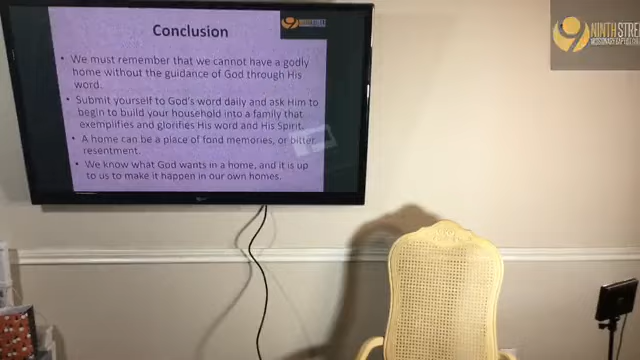 Conclusion
• We must remember that we cannot have a godly
home without the guidance of God through His
word.
• Submit yourself to God's word daily and ask Him to
begin to build your household into a family that
exemplifies and glorifies His word and His Spirit.
• A home can be a place of fond memories, or bitter
resentment.
• We know what God wants in a home, and it is up
to us to make it happen in our own homes.
NINTH STRE
MISSIONARY BAPTIST